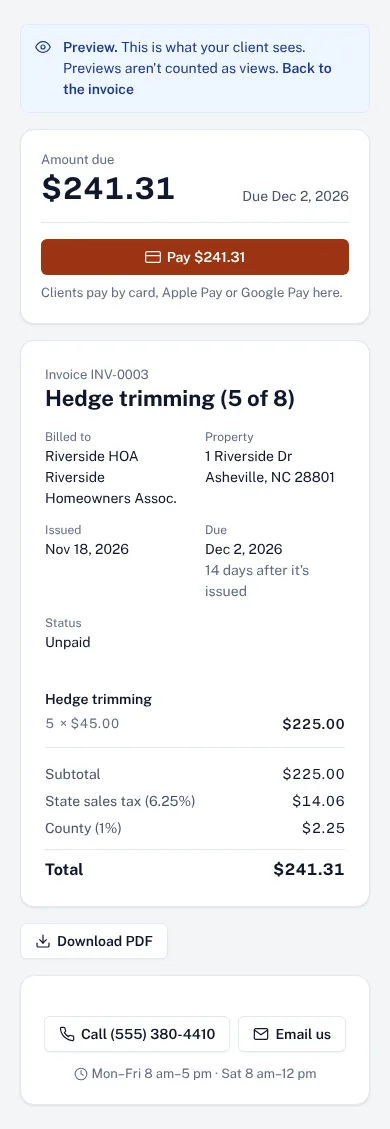 Preview. This is what your client sees.
Previews aren't counted as views. Back to
the invoice
Amount due
$241.31
Due Dec 2, 2026
Pay $241.31
Clients pay by card, Apple Pay or Google Pay here.
Invoice INV-0003
Hedge trimming (5 of 8)
Billed to
Riverside HOA
Riverside
Homeowners Assoc.
Property
1 Riverside Dr
Asheville, NC 28801
Issued
Nov 18, 2026
Due
Dec 2, 2026
14 days after it's
issued
Status
Unpaid
Hedge trimming
5 × $45.00 $225.00
Subtotal $225.00
State sales tax (6.25%) $14.06
County (1%) $2.25
Total $241.31
Download PDF
Call (555) 380-4410 Email us
Mon–Fri 8 am–5 pm · Sat 8 am–12 pm